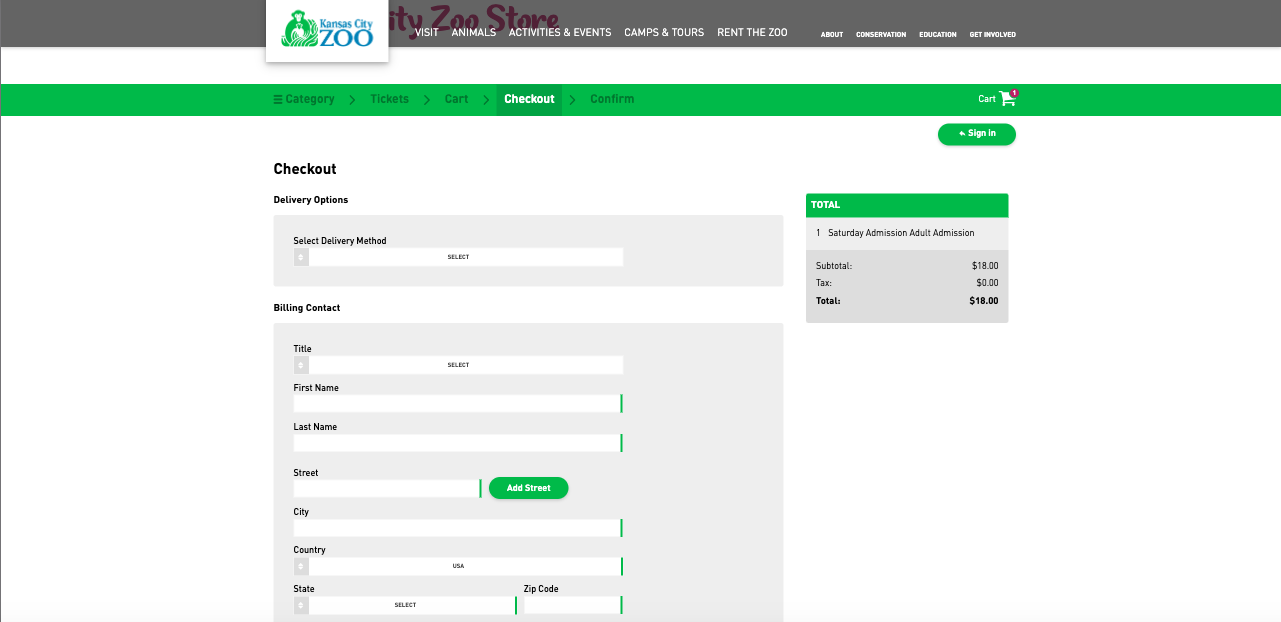 ity Zoo Store
Kansas City
ZOO
VISIT ANIMALS ACTIVITIES & EVENTS CAMPS & TOURS RENT THE ZOO ABOUT CONSERVATION EDUCATION GET INVOLVED
Category > Tickets > Cart > Checkout > Confirm
Cart 1
Sign in
Checkout
Delivery Options
Select Delivery Method
SELECT
Billing Contact
Title
SELECT
First Name
Last Name
Street
Add Street
City
Country
USA
State Zip Code
SELECT
TOTAL
1 Saturday Admission Adult Admission
Subtotal: $18.00
Tax: $0.00
Total: $18.00